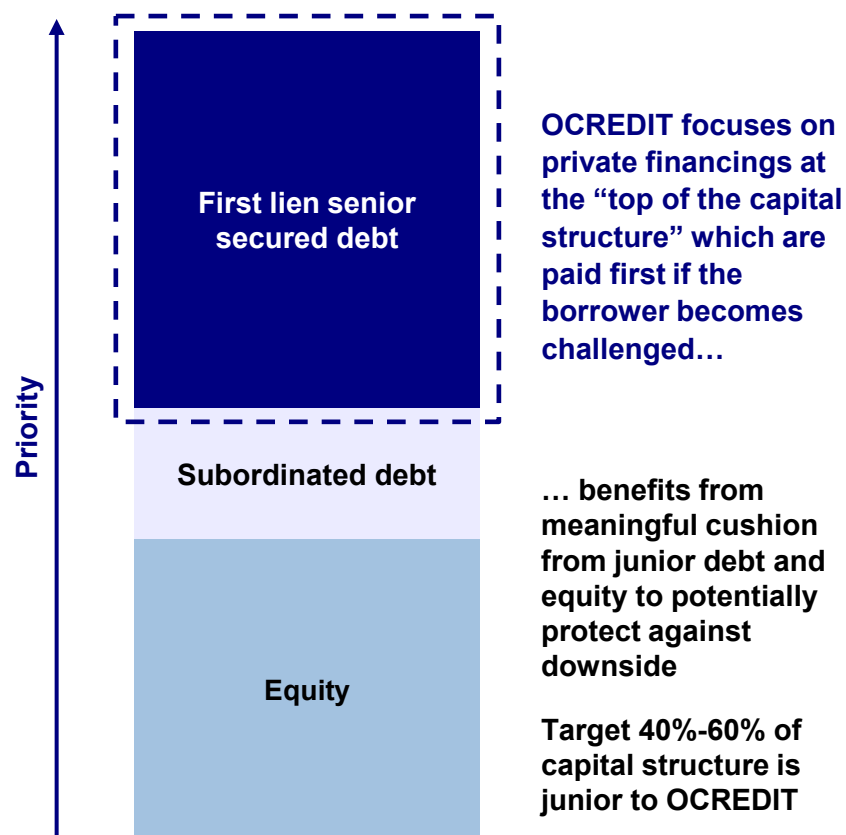 Priority
First lien senior
secured debt
Subordinated debt
Equity
OCREDIT focuses on
private financings at
the “top of the capital
structure” which are
paid first if the
borrower becomes
challenged…
… benefits from
meaningful cushion
from junior debt and
equity to potentially
protect against
downside
Target 40%-60% of
capital structure is
junior to OCREDIT